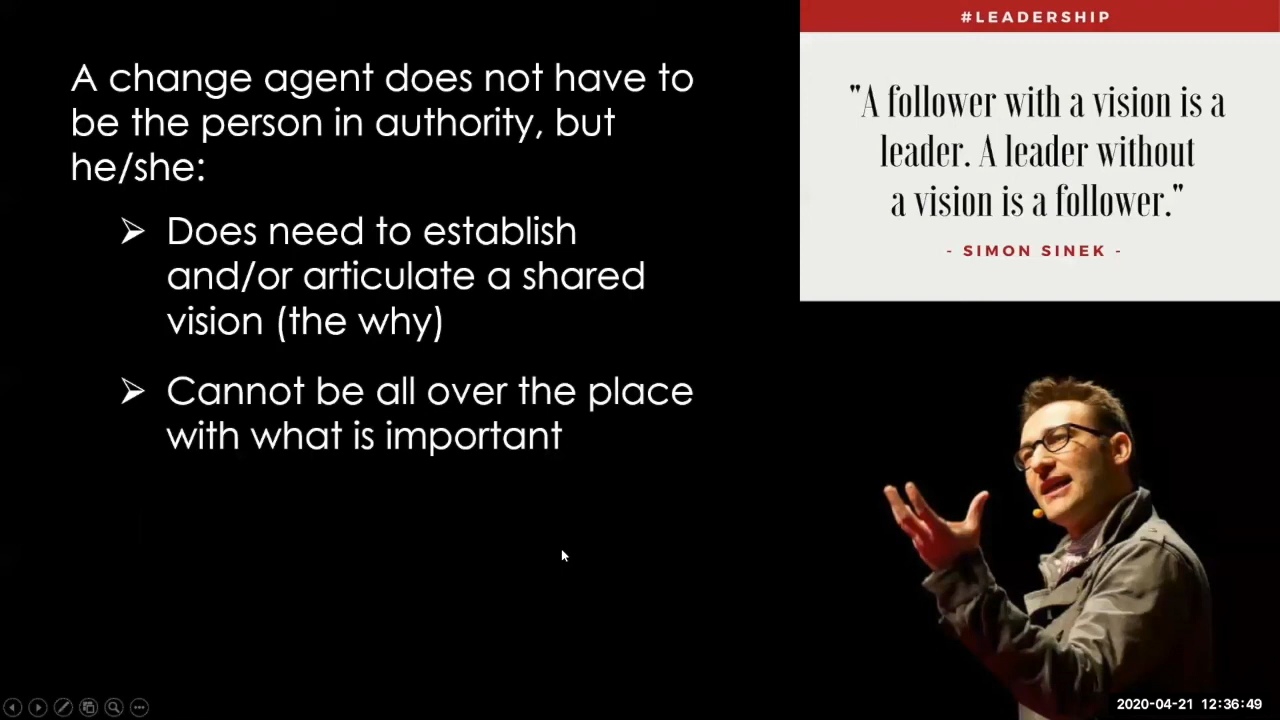 A change agent does not have to
be the person in authority, but
he/she:
➢ Does need to establish
and/or articulate a shared
vision (the why)
➢ Cannot be all over the place
with what is important
#LEADERSHIP
"A follower with a vision is a
leader. A leader without
a vision is a follower."
- SIMON SINEK -
2020-04-21 12:36:49